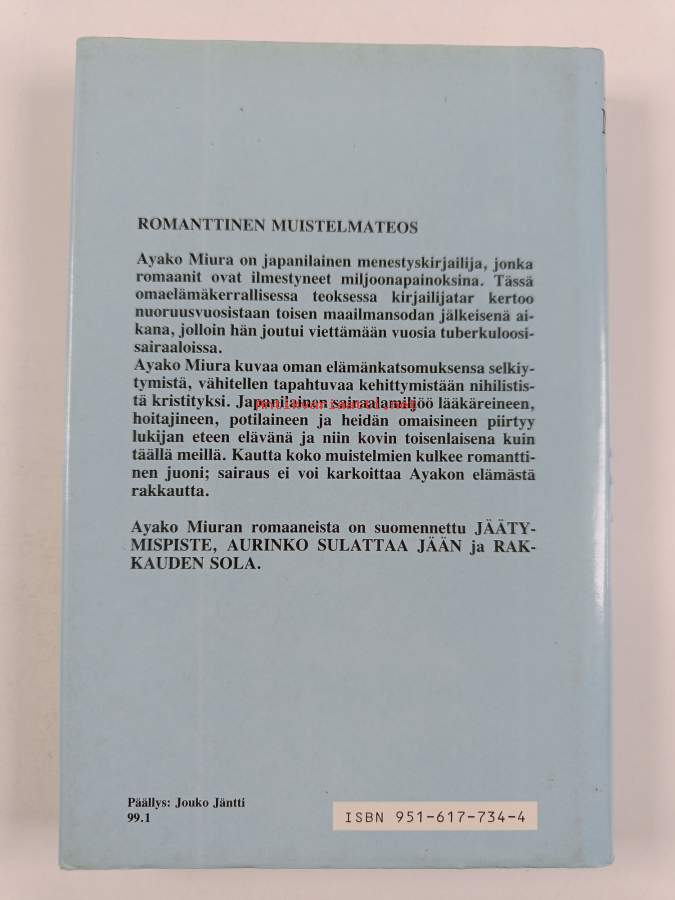 ROMANTTINEN MUISTELMATEOS
Ayako Miura on japanilainen menestyskirjailija, jonka
romaanit ovat ilmestyneet miljoonapainoksina. Tässä
omaelämäkerrallisessa teoksessa kirjailijatar kertoo
nuoruusvuosistaan toisen maailmansodan jälkeisenä ai-
kana, jolloin hän joutui viettämään vuosia tuberkuloosi-
sairaaloissa.
Ayako Miura kuvaa oman elämänkatsomuksensa selkiy-
tymistä, vähitellen tapahtuvaa kehittymistään nihilistis-
tä kristityksi. Japanilainen sairaalamiljöö lääkäreineen,
antikvariaatti.net
hoitajineen, potilaineen ja heidän omaisineen piirtyy
lukijan eteen elävänä ja niin kovin toisenlaisena kuin
täällä meillä. Kautta koko muistelmien kulkee romantti-
nen juoni; sairaus ei voi karkoittaa Ayakon elämästä
rakkautta.
Ayako Miuran romaaneista on suomennettu JÄÄTY-
MISPISTE, AURINKO SULATTAA JÄÄN ja RAK-
KAUDEN SOLA.
Päällys: Jouko Jäntti
99.1
ISBN 951-617-734-4